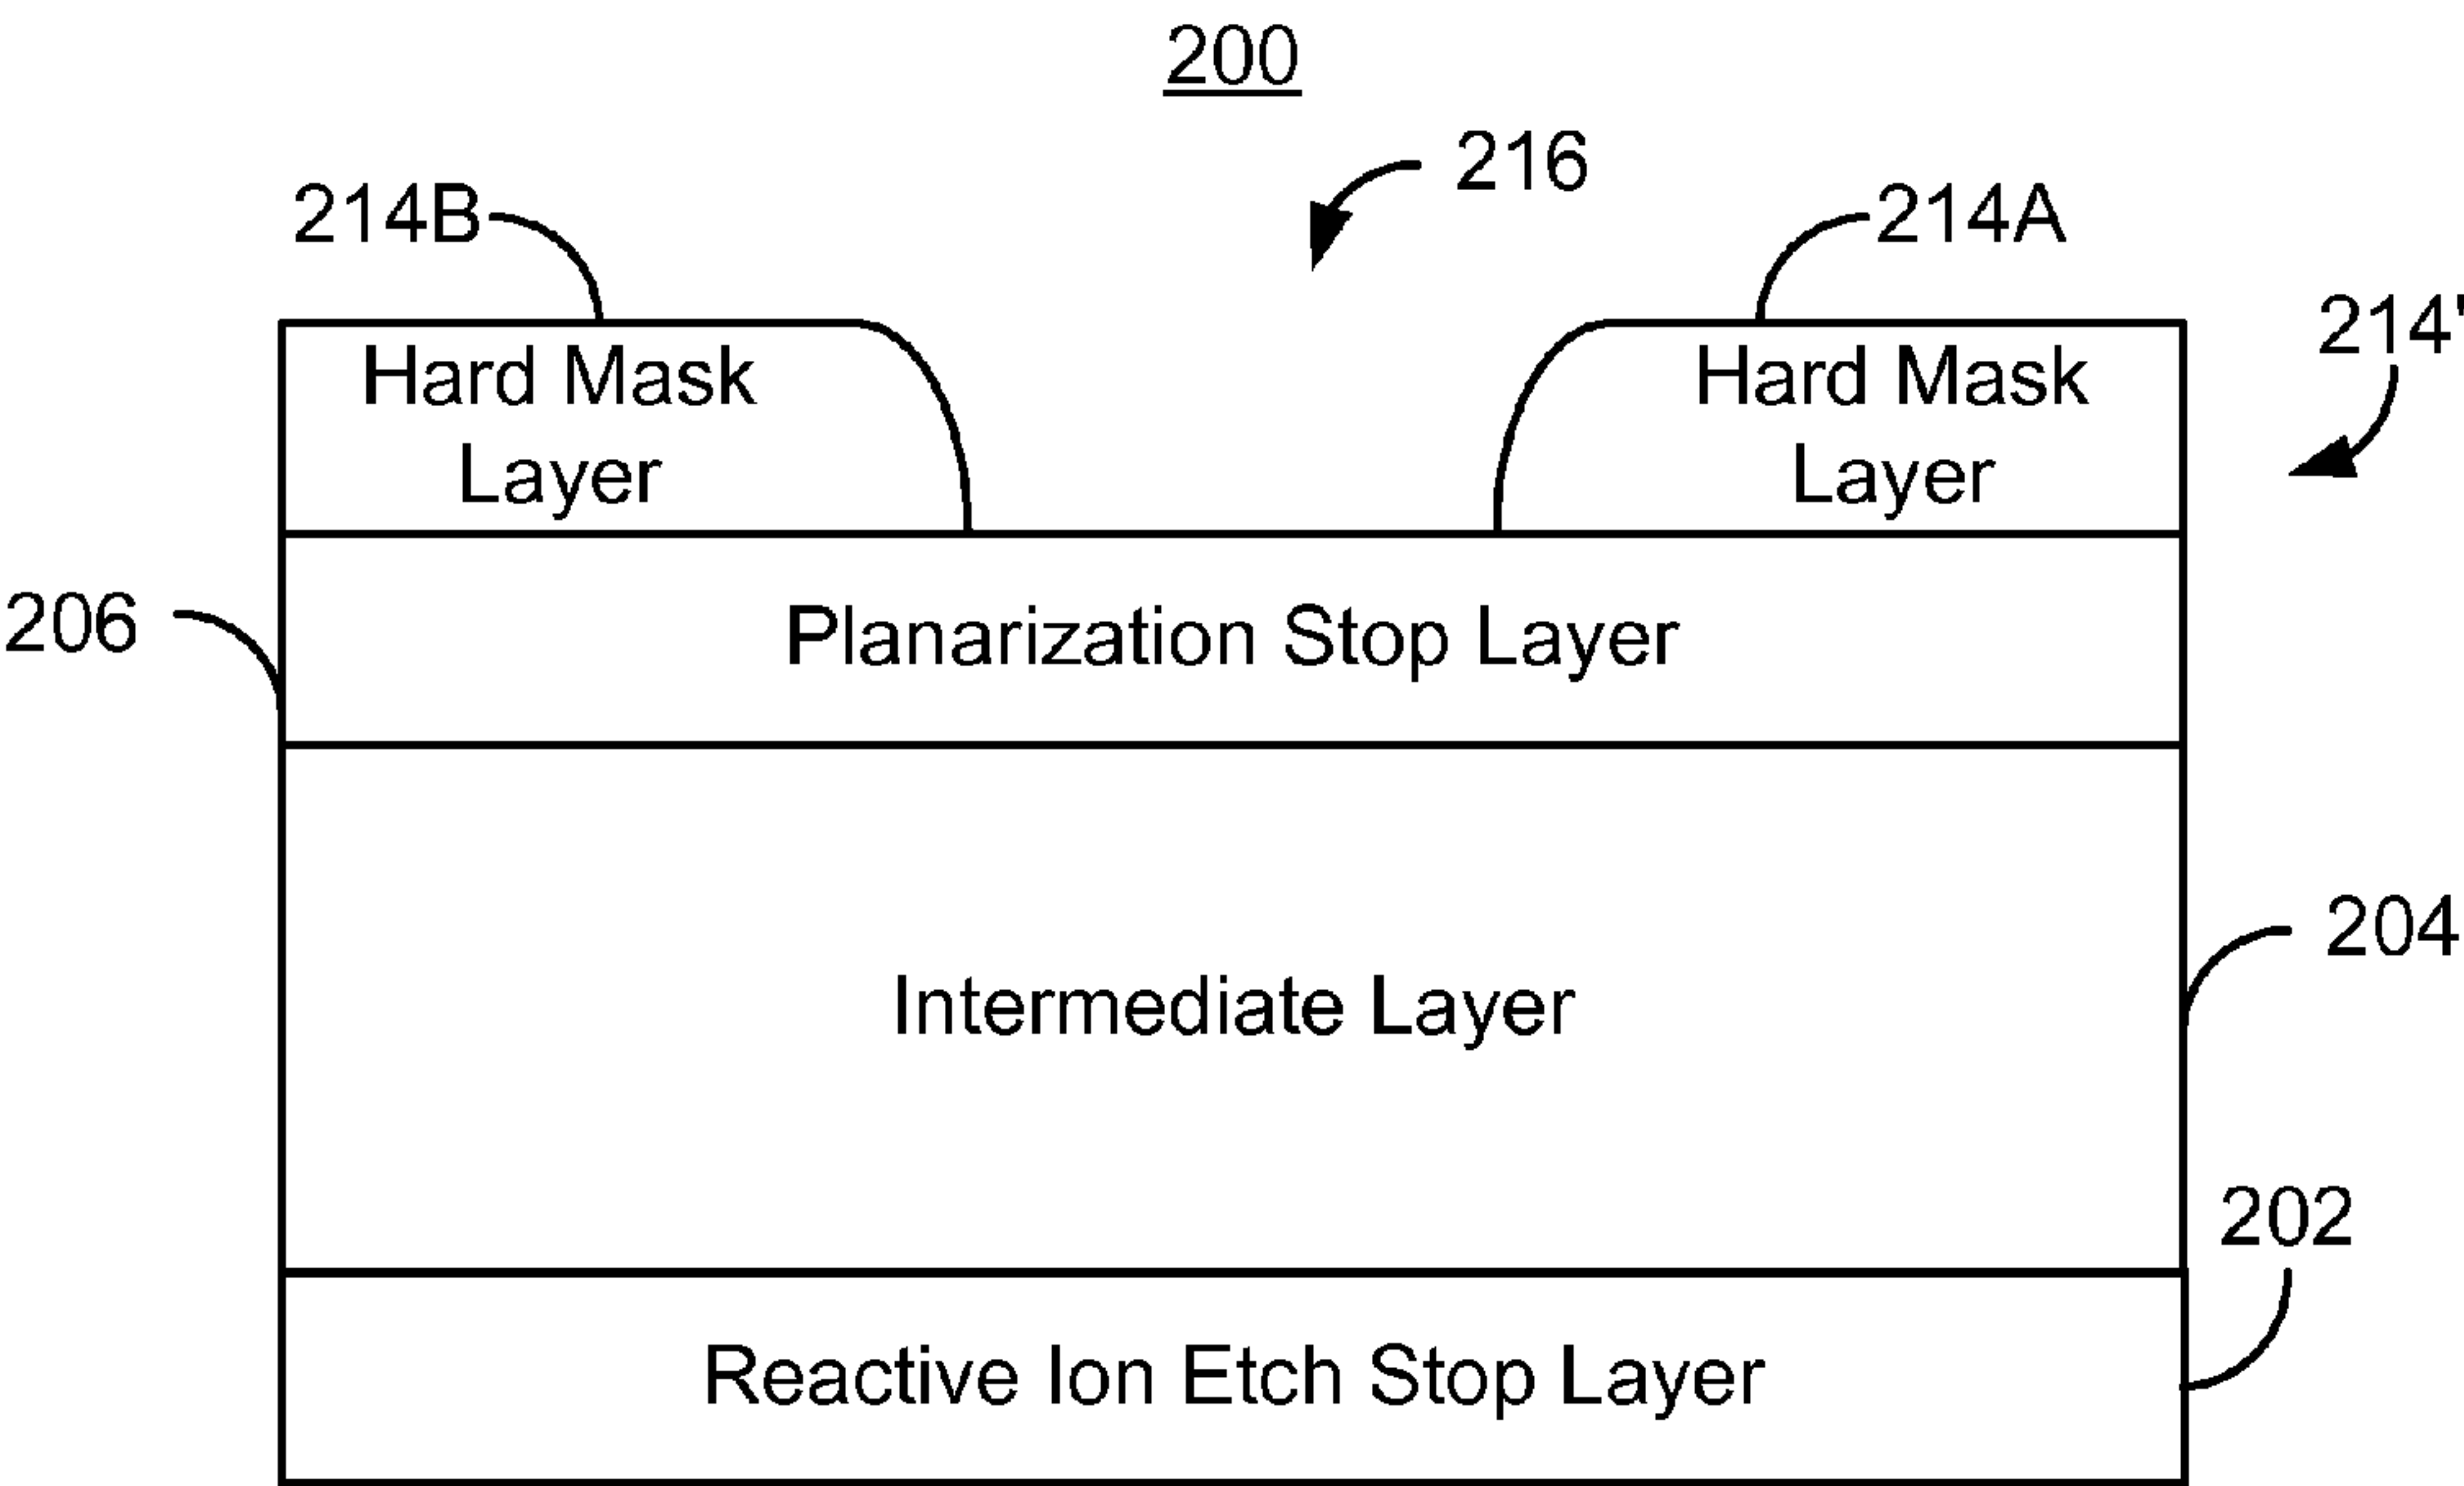 200
216
214B
214A
214'
Hard Mask
Layer
Hard Mask
Layer
206
Planarization Stop Layer
204
Intermediate Layer
202
Reactive Ion Etch Stop Layer